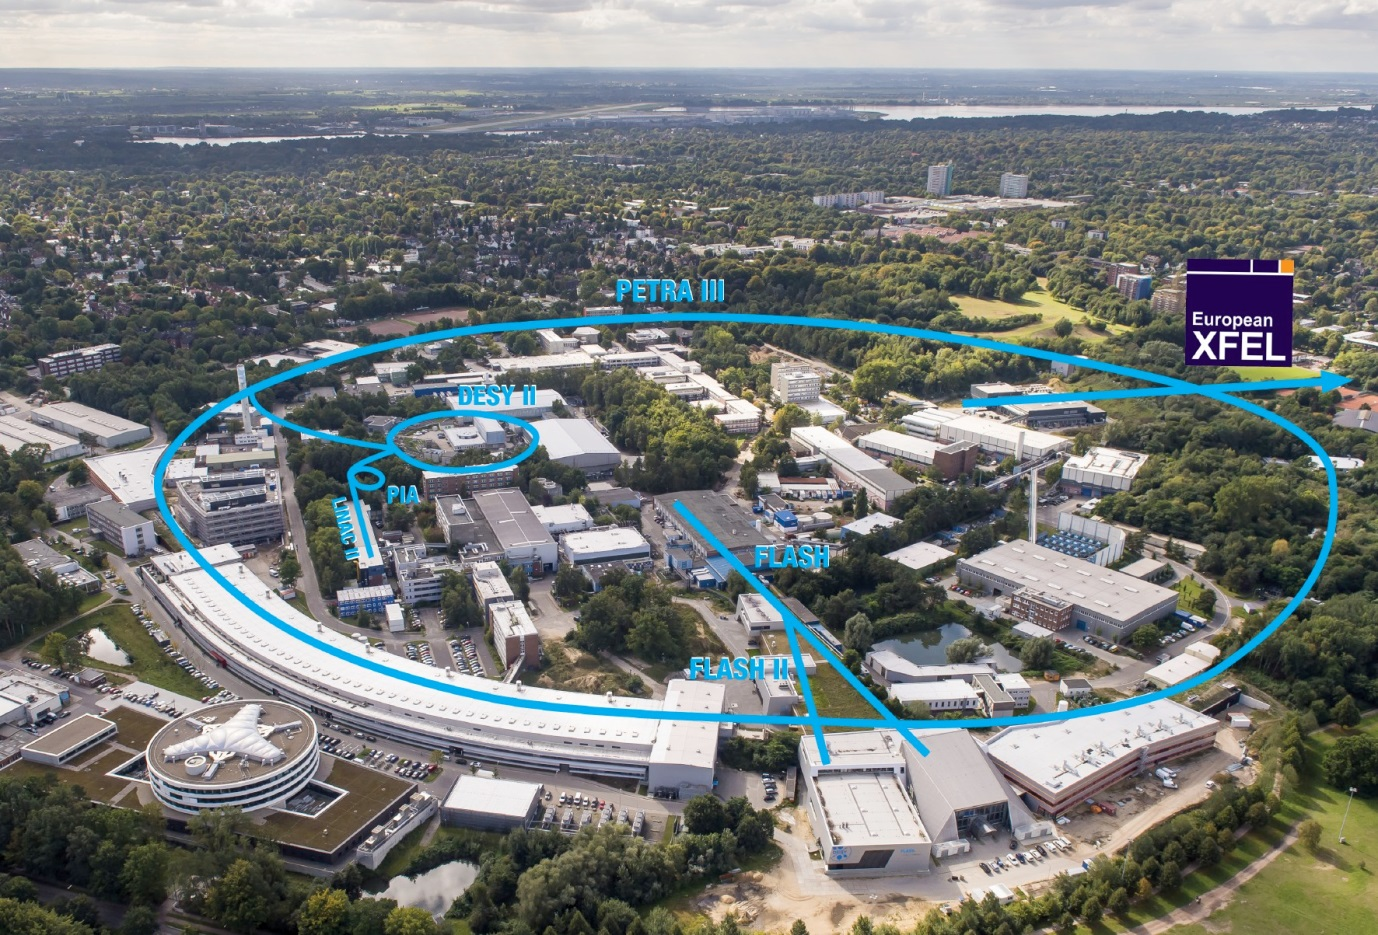 PETRA III
European
XFEL
DESY II
PIA
LINAC II
FLASH
FLASH II